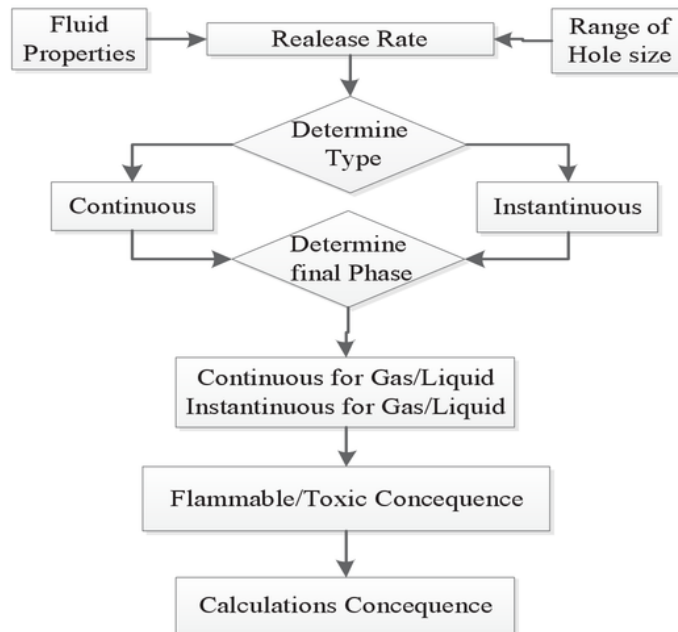 Fluid
Properties
Realease Rate
Range of
Hole size
Determine
Type
Continuous
Instantinuous
Determine
final Phase
Continuous for Gas/Liquid
Instantinuous for Gas/Liquid
Flammable/Toxic Concequence
Calculations Concequence